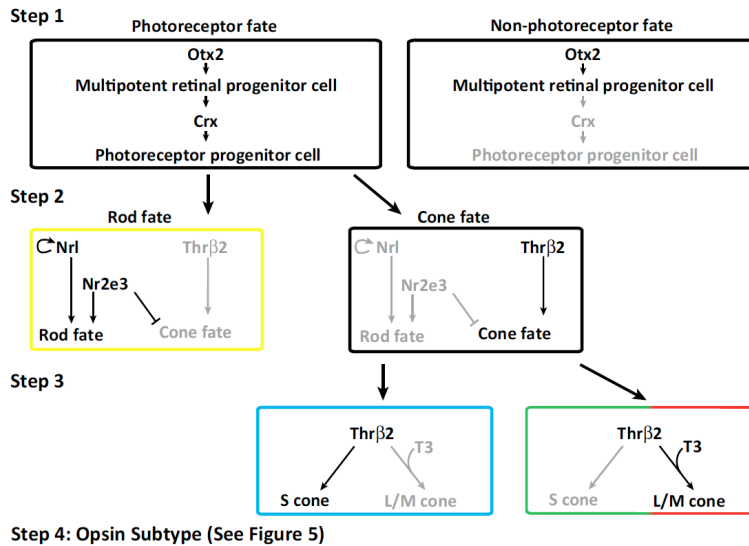 Step 1
Photoreceptor fate
Otx2
Multipotent retinal progenitor cell
Crx
Photoreceptor progenitor cell
Non-photoreceptor fate
Otx2
Multipotent retinal progenitor cell
Crx
Photoreceptor progenitor cell
Step 2
Rod fate
Nrl
Thrβ2
Nr2e3
Rod fate
Cone fate
Cone fate
Nrl
Thrβ2
Nr2e3
Rod fate
Cone fate
Step 3
Thrβ2
T3
S cone
L/M cone
Thrβ2
T3
S cone
L/M cone
Step 4: Opsin Subtype (See Figure 5)